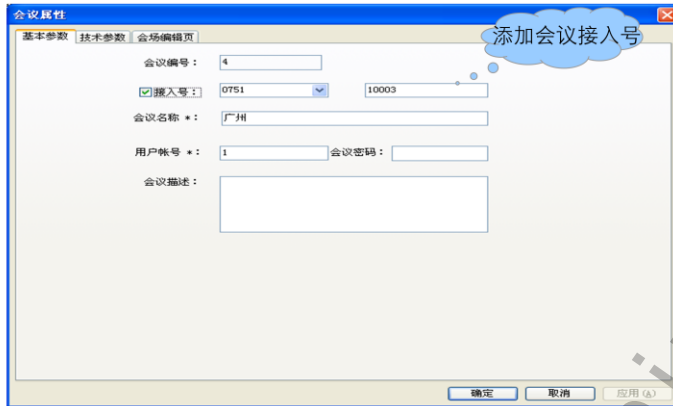 会议属性
添加会议接入号
基本参数 技术参数 会场编辑页
会议编号： 4
接入号： 0751 10003
会议名称 *： 广州
用户帐号 *： 1 会议密码：
会议描述：
确定 取消 应用(A)